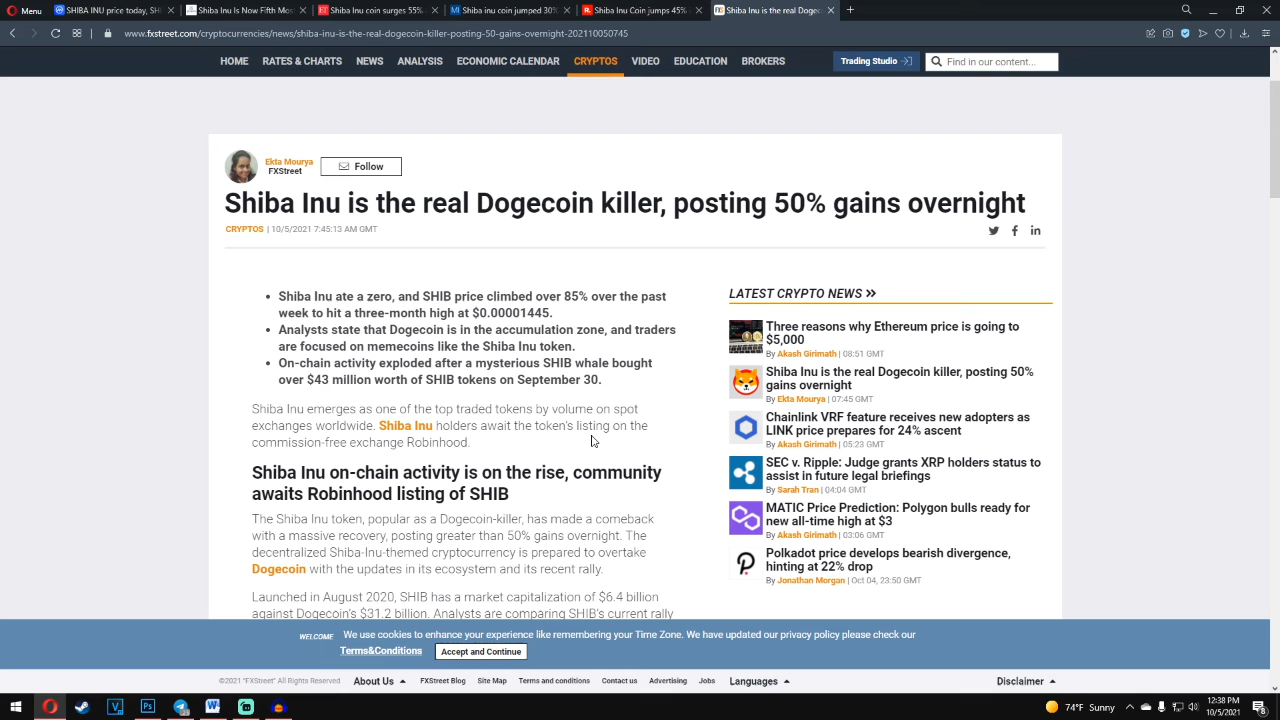 Menu
SHIBA INU price today, S
Shiba Inu Is Now Fifth Mos
Shiba coin surges 55%
Shiba Inu coin jumped 30%
Shiba Inu Coin Jumps 45%
Shiba Inu is the real Dogec
www.fxstreet.com/cryptocurrencies/news/shiba-inu-is-the-real-dogecoin-killer-posting-50-gains-overnight-202110050745
HOME RATES & CHARTS NEWS ANALYSIS ECONOMIC CALENDAR CRYPTOS VIDEO EDUCATION BROKERS
Trading Studio
Find in our content...
Ekta Mourya
FXStreet
Follow
Shiba Inu is the real Dogecoin killer, posting 50% gains overnight
CRYPTOS | 10/5/2021 7:45:13 AM GMT
• Shiba Inu ate a zero, and SHIB price climbed over 85% over the past
week to hit a three-month high at $0.00001445.
• Analysts state that Dogecoin is in the accumulation zone, and traders
are focused on memecoins like the Shiba Inu token.
• On-chain activity exploded after a mysterious SHIB whale bought
over $43 million worth of SHIB tokens on September 30.
Shiba Inu emerges as one of the top traded tokens by volume on spot
exchanges worldwide. Shiba Inu holders await the token's listing on the
commission-free exchange Robinhood.
Shiba Inu on-chain activity is on the rise, community
awaits Robinhood listing of SHIB
The Shiba Inu token, popular as a Dogecoin-killer, has made a comeback
with a massive recovery, posting greater than 50% gains overnight. The
decentralized Shiba-Inu-themed cryptocurrency is prepared to overtake
Dogecoin with the updates in its ecosystem and its recent rally.
Launched in August 2020, SHIB has a market capitalization of $6.4 billion
against Dogecoin's $31.2 billion. Analysts are comparing SHIB's current rally
LATEST CRYPTO NEWS
Three reasons why Ethereum price is going to
$5,000
By Akash Girimath | 08:51 GMT
Shiba Inu is the real Dogecoin killer, posting 50%
gains overnight
By Ekta Mourya | 07:45 GMT
Chainlink VRF feature receives new adopters as
LINK price prepares for 24% ascent
By Akash Girimath | 05:23 GMT
SEC v. Ripple: Judge grants XRP holders status to
assist in future legal briefings
By Sarah Tran | 04:04 GMT
MATIC Price Prediction: Polygon bulls ready for
new all-time high at $3
By Akash Girimath | 03:06 GMT
Polkadot price develops bearish divergence,
hinting at 22% drop
By Jonathan Morgan | Oct 04, 23:50 GMT
WELCOME We use cookies to enhance your experience like remembering your Time Zone. We have updated our privacy policy please check our
Terms&Conditions Accept and Continue
©2021 "FXStreet" All Rights Reserved About Us FXStreet Blog Site Map Terms and conditions Contact us Advertising Jobs Languages Disclaimer
74°F Sunny
12:38 PM
10/5/2021